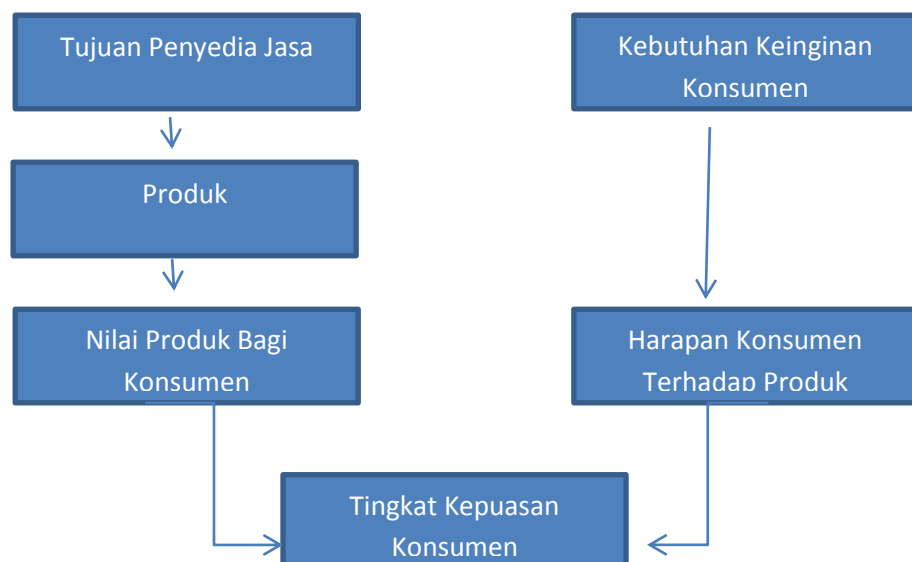 Tujuan Penyedia Jasa
Kebutuhan Keinginan
Konsumen
Produk
Nilai Produk Bagi
Konsumen
Harapan Konsumen
Terhadap Produk
Tingkat Kepuasan
Konsumen